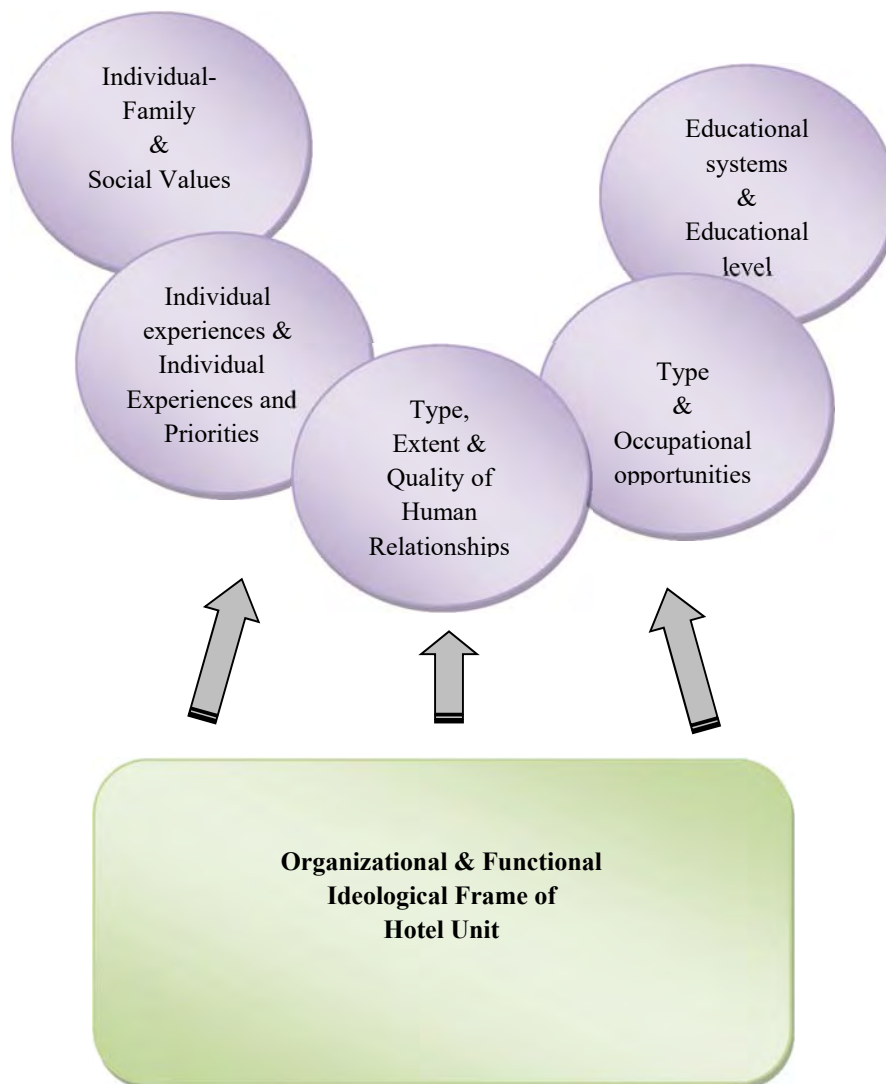 Individual-
Family
&
Social Values
Educational
systems
&
Educational
level
Individual
experiences &
Individual
Experiences and
Priorities
Type,
Extent &
Quality of
Human
Relationships
Type
&
Occupational
opportunities
Organizational & Functional
Ideological Frame of
Hotel Unit